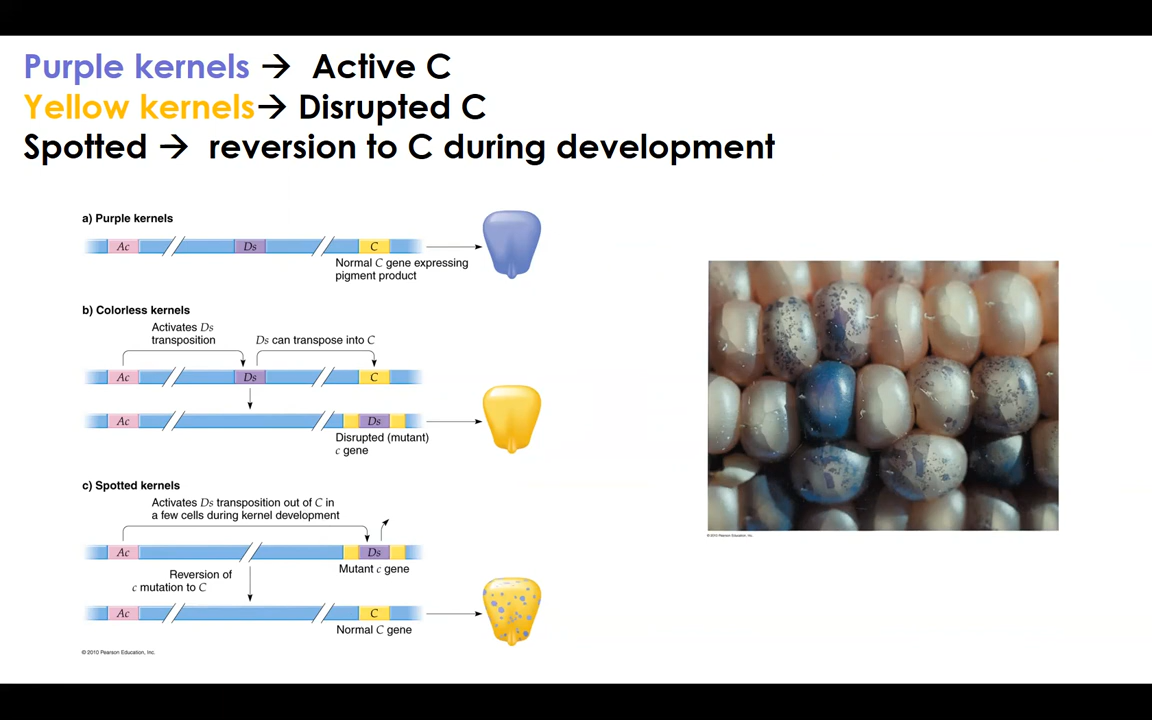 Purple kernels → Active C
Yellow kernels→ Disrupted C
Spotted → reversion to C during development
a) Purple kernels
Ac Ds C
Normal C gene expressing
pigment product
b) Colorless kernels
Activates Ds
transposition
Ds can transpose into C
Ac Ds C
Ac Ds
Disrupted (mutant)
c gene
c) Spotted kernels
Activates Ds transposition out of C in
a few cells during kernel development
Ac Ds
Mutant c gene
Reversion of
c mutation to C
Ac C
Normal C gene
© 2010 Pearson Education, Inc.
© 2010 Pearson Education, Inc.